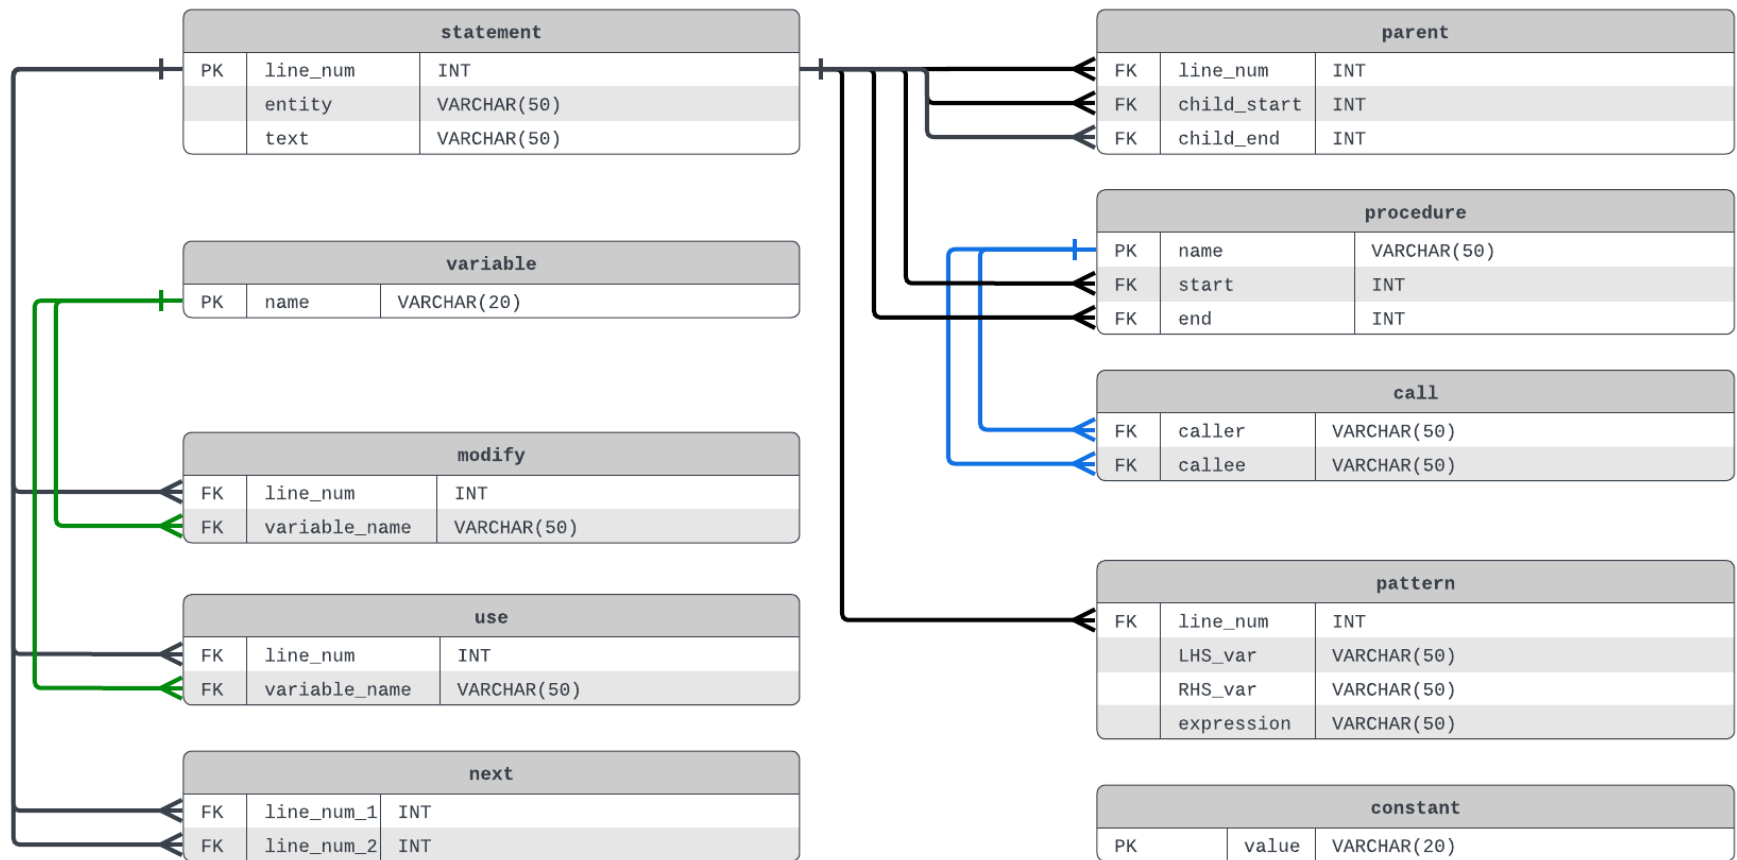 statement
PK line_num INT
entity VARCHAR(50)
text VARCHAR(50)
variable
PK name VARCHAR(20)
modify
FK line_num INT
FK variable_name VARCHAR(50)
use
FK line_num INT
FK variable_name VARCHAR(50)
next
FK line_num_1 INT
FK line_num_2 INT
parent
FK line_num INT
FK child_start INT
FK child_end INT
procedure
PK name VARCHAR(50)
FK start INT
FK end INT
call
FK caller VARCHAR(50)
FK callee VARCHAR(50)
pattern
FK line_num INT
LHS_var VARCHAR(50)
RHS_var VARCHAR(50)
expression VARCHAR(50)
constant
PK value VARCHAR(20)